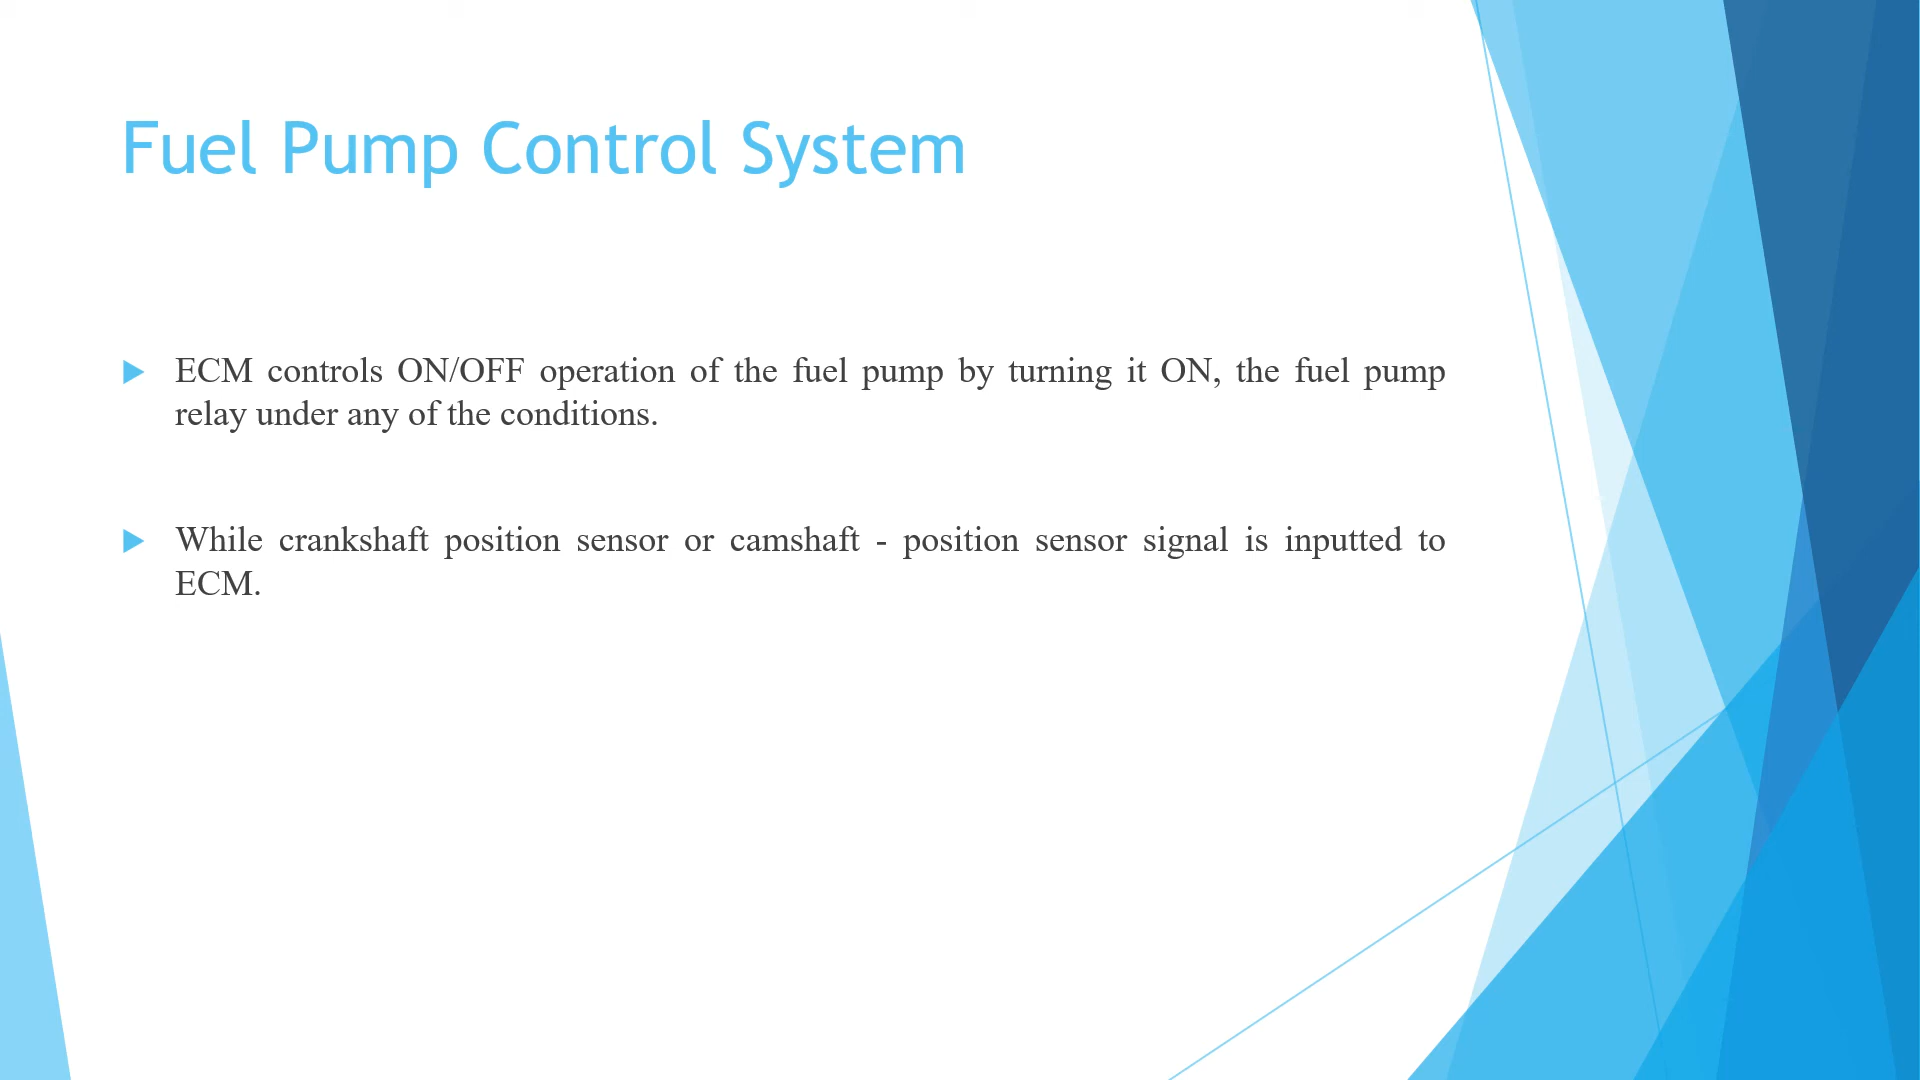 Fuel Pump Control System
ECM controls ON/OFF operation of the fuel pump by turning it ON, the fuel pump
relay under any of the conditions.
While crankshaft position sensor or camshaft - position sensor signal is inputted to
ECM.